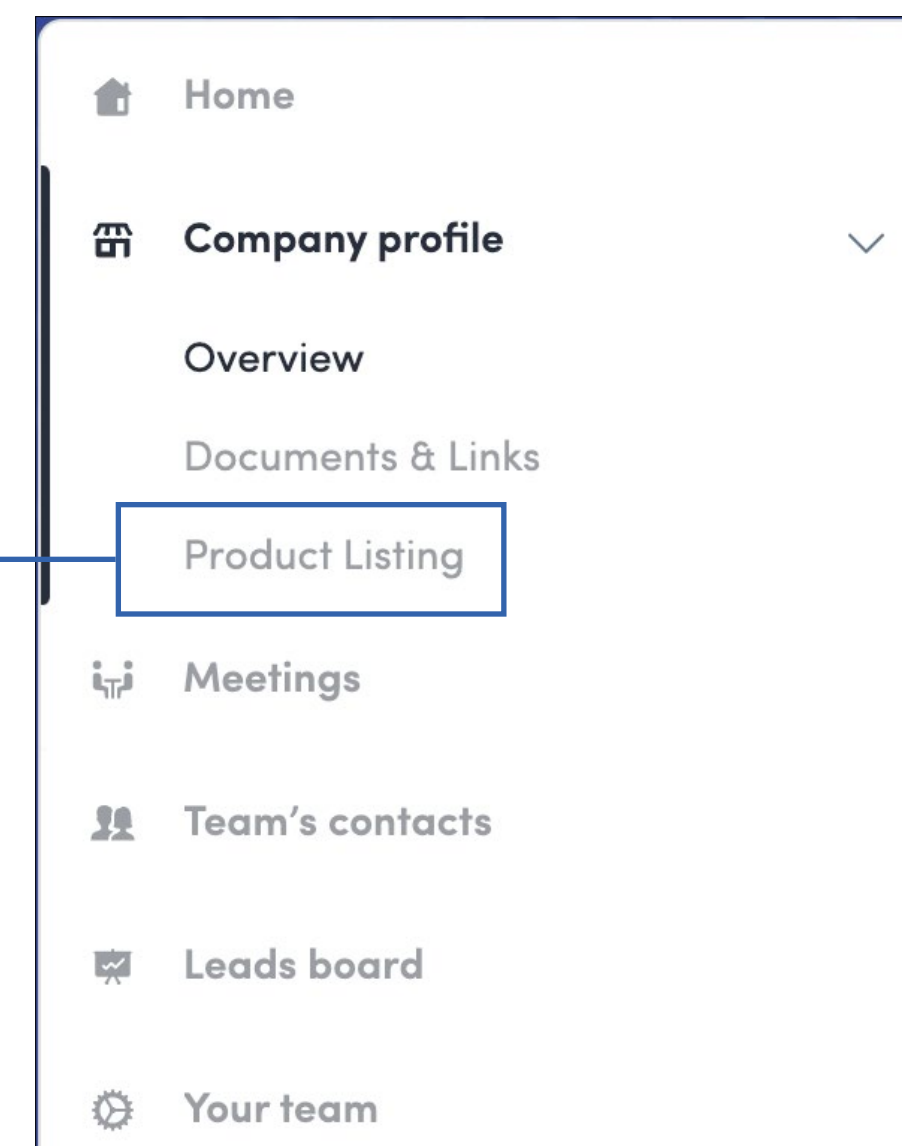 Home
Company profile
Overview
Documents & Links
Product Listing
Meetings
Team’s contacts
Leads board
Your team